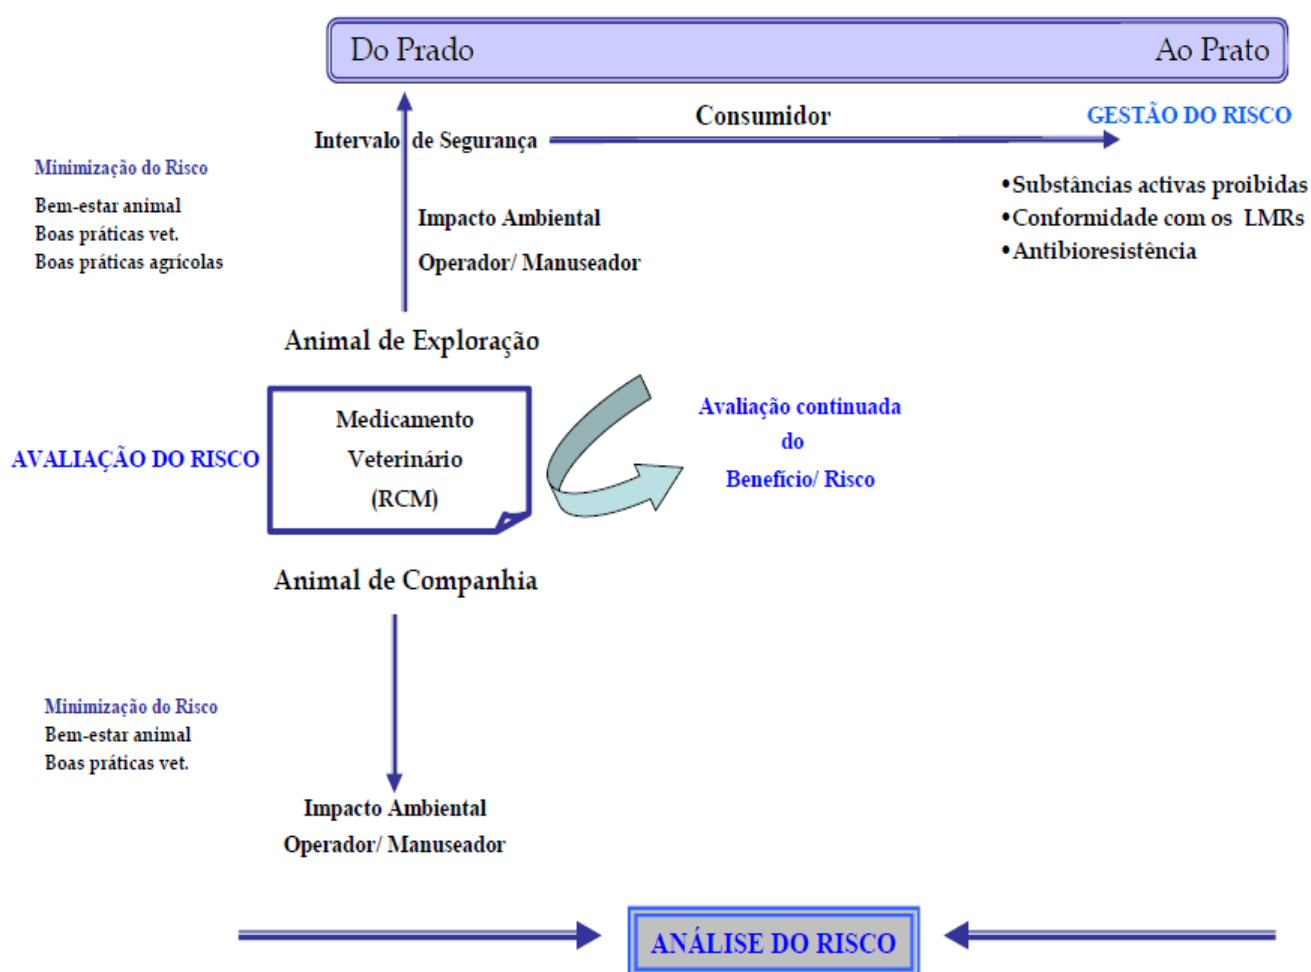 Do Prado
Ao Prato
Consumidor
GESTÃO DO RISCO
Intervalo de Segurança
Minimização do Risco
Bem-estar animal
Boas práticas vet.
Boas práticas agrícolas
Impacto Ambiental
Operador/ Manuseador
•Substâncias activas proibidas
•Conformidade com os LMRs
•Antibioresistência
Animal de Exploração
AVALIAÇÃO DO RISCO
Medicamento
Veterinário
(RCM)
Avaliação continuada
do
Benefício/ Risco
Animal de Companhia
Minimização do Risco
Bem-estar animal
Boas práticas vet.
Impacto Ambiental
Operador/ Manuseador
ANÁLISE DO RISCO